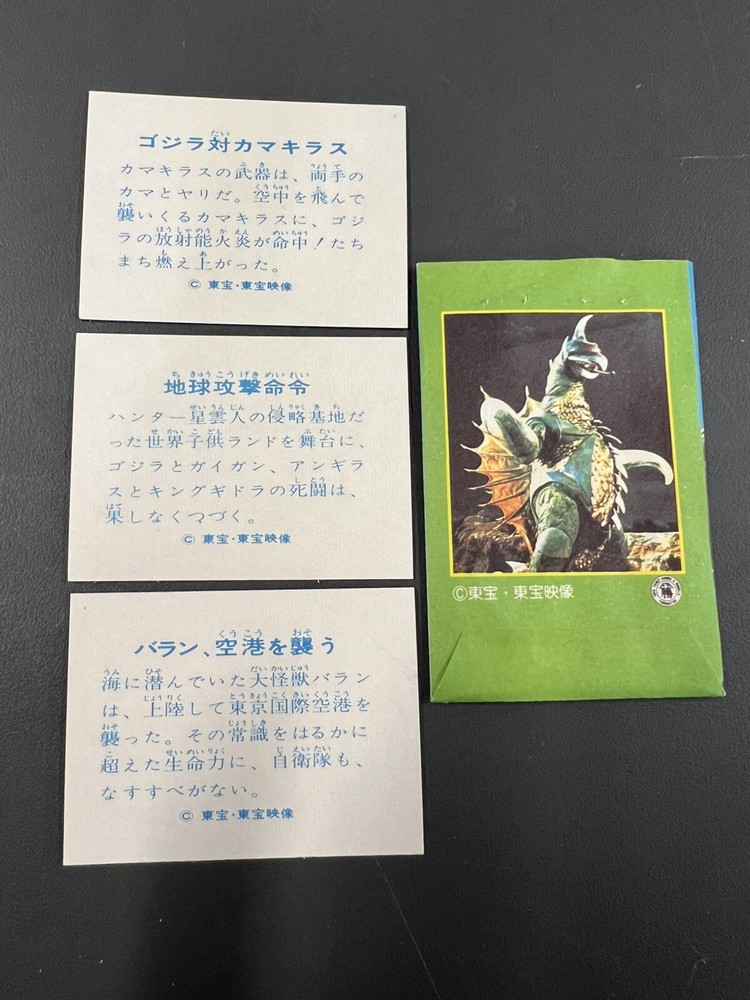 ゴジラ対カマキラス
カマキラスの武器は、両手の
カマとヤリだ。空中を飛んで
襲いくるカマキラスに、ゴジ
ラの放射能火炎が命中!たち
まち燃え上がった。
© 東宝・東宝映像
地球攻撃命令
ハンター星雲人の侵略基地だ
った世界子供ランドを舞台に、
ゴジラとガイガン、アンギラ
スとキングギドラの死闘は、
果しなくつづく。
© 東宝・東宝映像
バラン、空港を襲う
海に潜んでいた大怪獣バラン
は、上陸して東京国際空港を
襲った。その常識をはるかに
超えた生命力に、自衛隊も、
なすすべがない。
© 東宝・東宝映像
©東宝・東宝映像